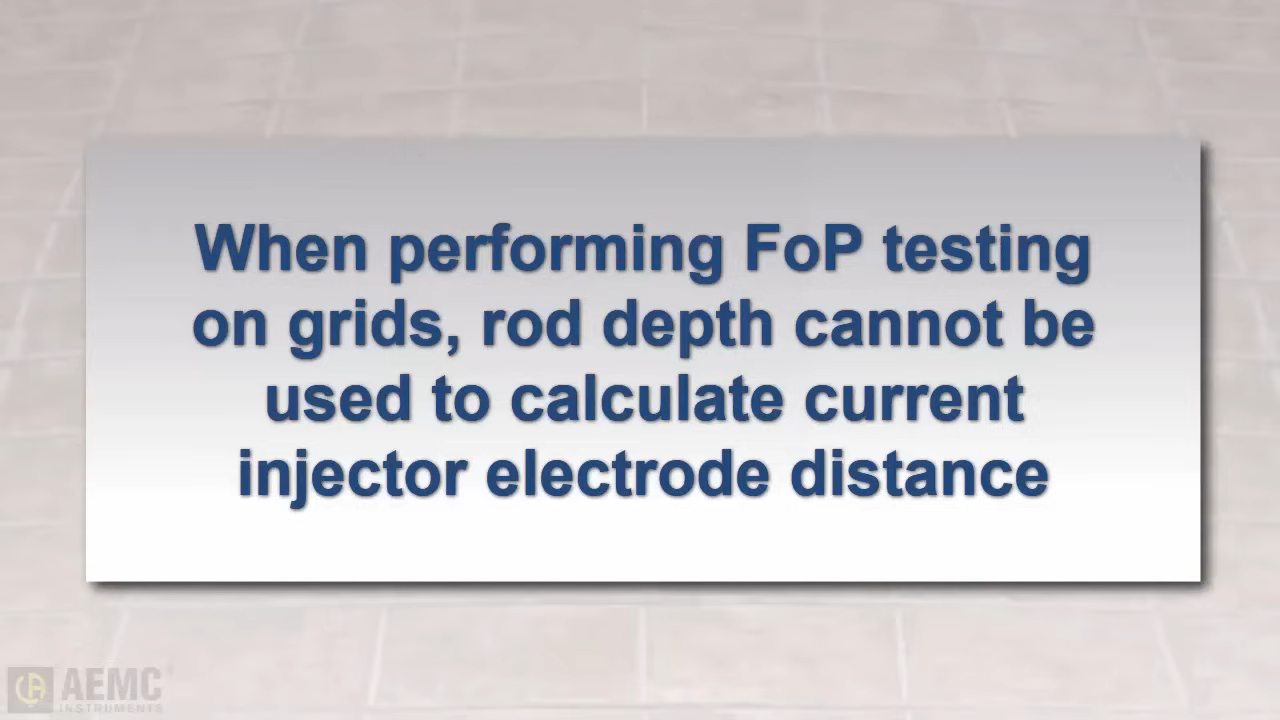 When performing FoP testing
on grids, rod depth cannot be
used to calculate current
injector electrode distance
AEMC
INSTRUMENTS